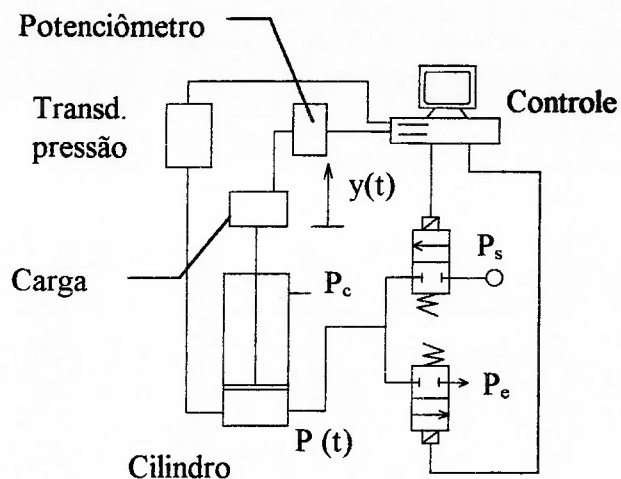 Potenciômetro
Transd.
pressão
Controle
y(t)
Carga
P_c
P_s
P_e
P (t)
Cilindro